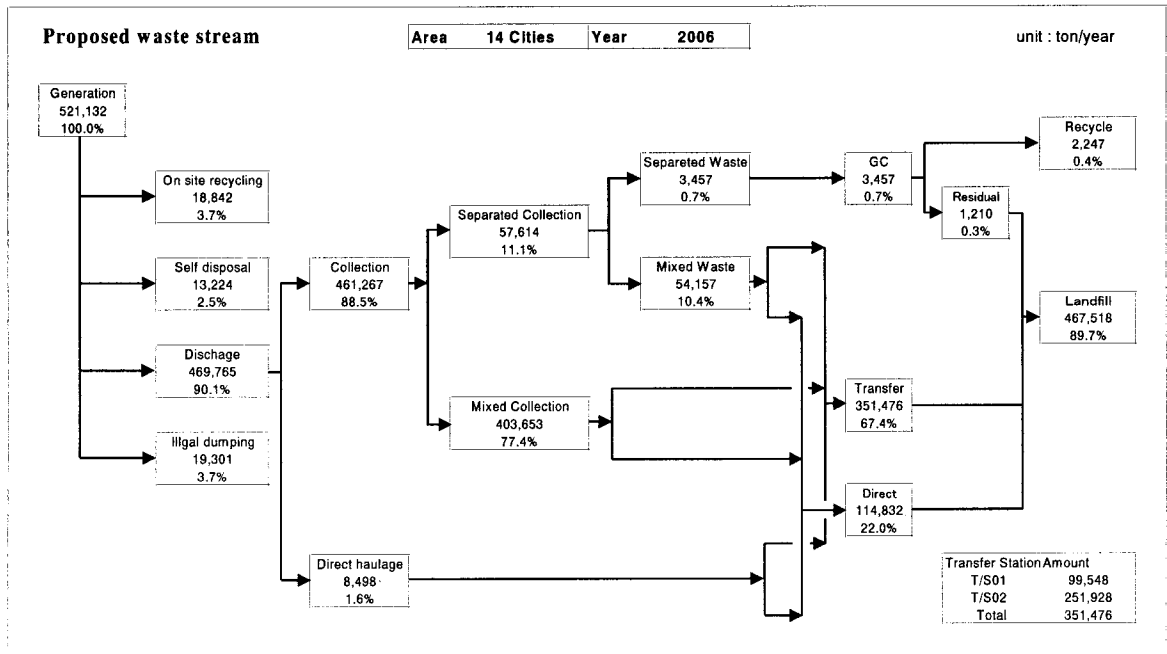 Proposed waste stream
Area 14 Cities Year 2006
unit : ton/year
Generation
521,132
100.0%
On site recycling
18,842
3.7%
Self disposal
13,224
2.5%
Dischage
469,765
90.1%
Illgal dumping
19,301
3.7%
Collection
461,267
88.5%
Direct haulage
8,498
1.6%
Separated Collection
57,614
11.1%
Mixed Collection
403,653
77.4%
Separeted Waste
3,457
0.7%
Mixed Waste
54,157
10.4%
GC
3,457
0.7%
Transfer
351,476
67.4%
Direct
114,832
22.0%
Recycle
2,247
0.4%
Residual
1,210
0.3%
Landfill
467,518
89.7%
Transfer Station Amount
T/S01 99,548
T/S02 251,928
Total 351,476